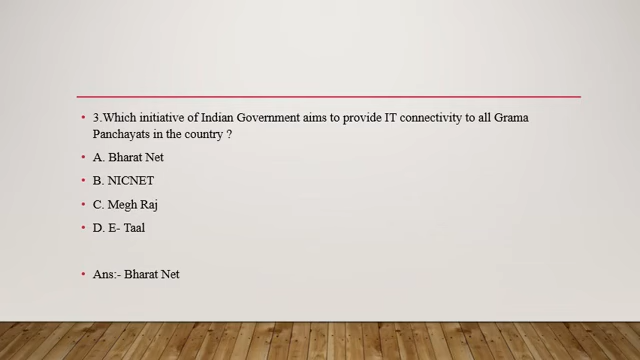 3.Which initiative of Indian Government aims to provide IT connectivity to all Grama
Panchayats in the country ?
A. Bharat Net
B. NICNET
C. Megh Raj
D. E- Taal
Ans:- Bharat Net